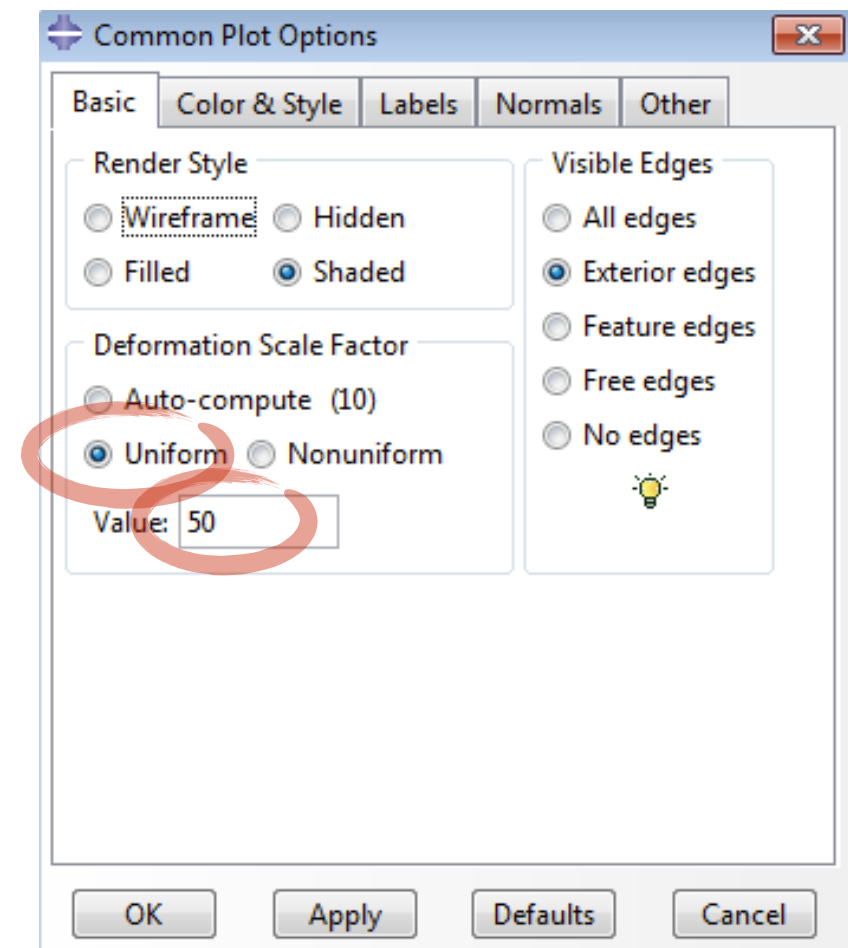 Common Plot Options
Basic Color & Style Labels Normals Other
Render Style
Wireframe Hidden
Filled Shaded
Visible Edges
All edges
Exterior edges
Feature edges
Free edges
No edges
Deformation Scale Factor
Auto-compute (10)
Uniform Nonuniform
Value: 50
OK Apply Defaults Cancel